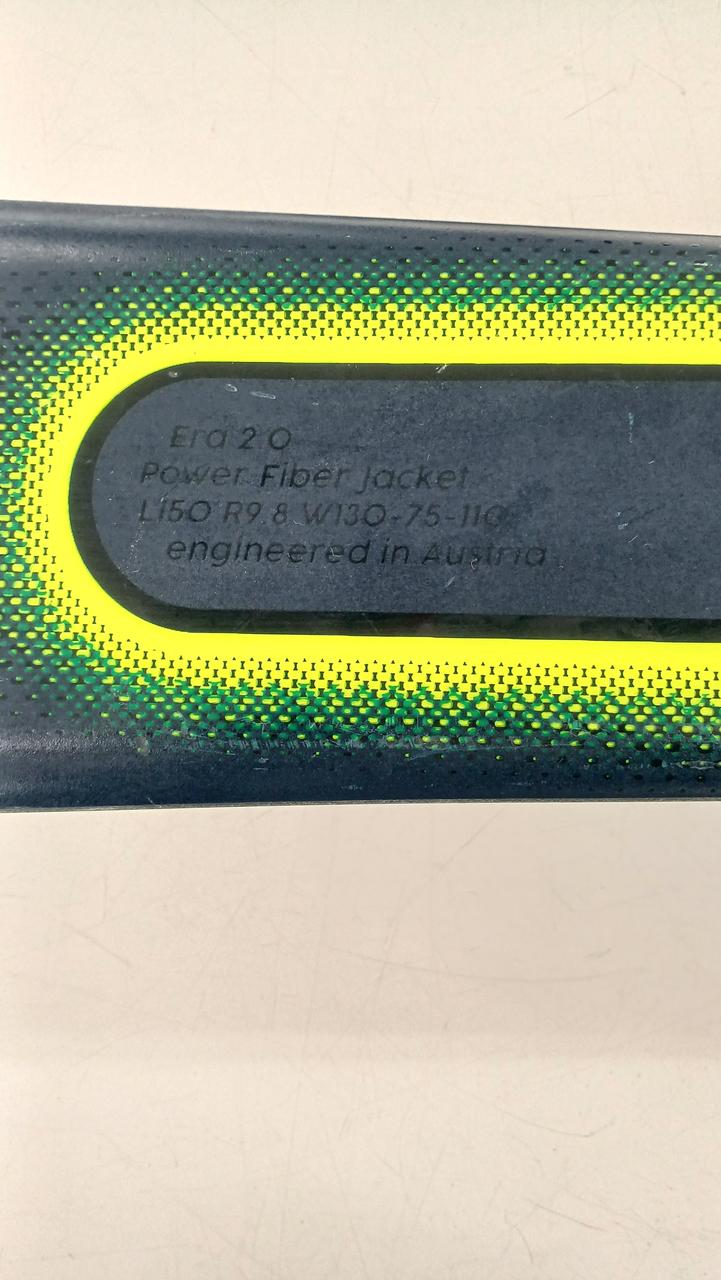 Era 2 0
Power Fiber Jacket
L150 R9.8 W130-75-110
engineered in Austria